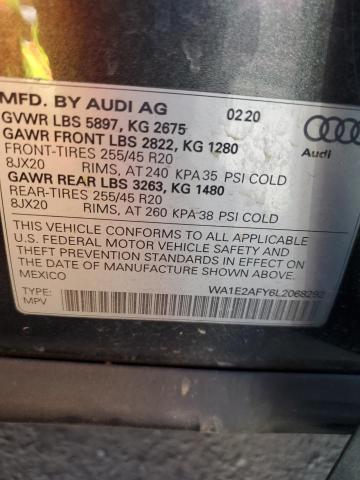 MFD. BY AUDI AG 02 20
GVWR LBS 5897, KG 2675
GAWR FRONT LBS 2822, KG 1280
FRONT-TIRES 255/45 R20
8JX20 RIMS, AT 240 KPA 35 PSI COLD
GAWR REAR LBS 3263, KG 1480
REAR-TIRES 255/45 R20
8JX20 RIMS, AT 260 KPA 38 PSI COLD
Audi
THIS VEHICLE CONFORMS TO ALL APPLICABLE
U.S. FEDERAL MOTOR VEHICLE SAFETY AND
THEFT PREVENTION STANDARDS IN EFFECT ON
THE DATE OF MANUFACTURE SHOWN ABOVE.
MEXICO
TYPE: WA1E2AFY6L2068292
MPV